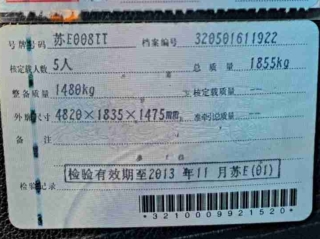 号牌号码 苏E008II 档案编号 320501611922
核定载人数 5人 总质量 1855kg
整备质量 1480kg 核定载质量 --
外廓尺寸 4820×1835×1475 准牵引总质量 --
备注
检验有效期至2013年11月苏E(01)
检验记录
*3210009921520*